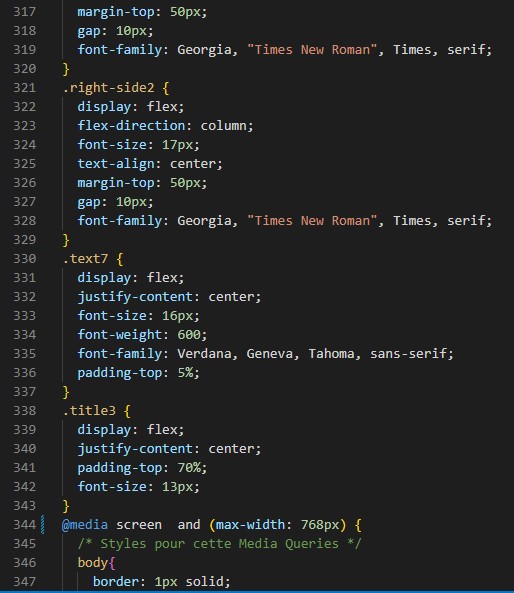 317 margin-top: 50px;
318 gap: 10px;
319 font-family: Georgia, "Times New Roman", Times, serif;
320 }
321 .right-side2 {
322 display: flex;
323 flex-direction: column;
324 font-size: 17px;
325 text-align: center;
326 margin-top: 50px;
327 gap: 10px;
328 font-family: Georgia, "Times New Roman", Times, serif;
329 }
330 .text7 {
331 display: flex;
332 justify-content: center;
333 font-size: 16px;
334 font-weight: 600;
335 font-family: Verdana, Geneva, Tahoma, sans-serif;
336 padding-top: 5%;
337 }
338 .title3 {
339 display: flex;
340 justify-content: center;
341 padding-top: 70%;
342 font-size: 13px;
343 }
344 @media screen  and (max-width: 768px) {
345 /* Styles pour cette Media Queries */
346 body{
347 border: 1px solid;